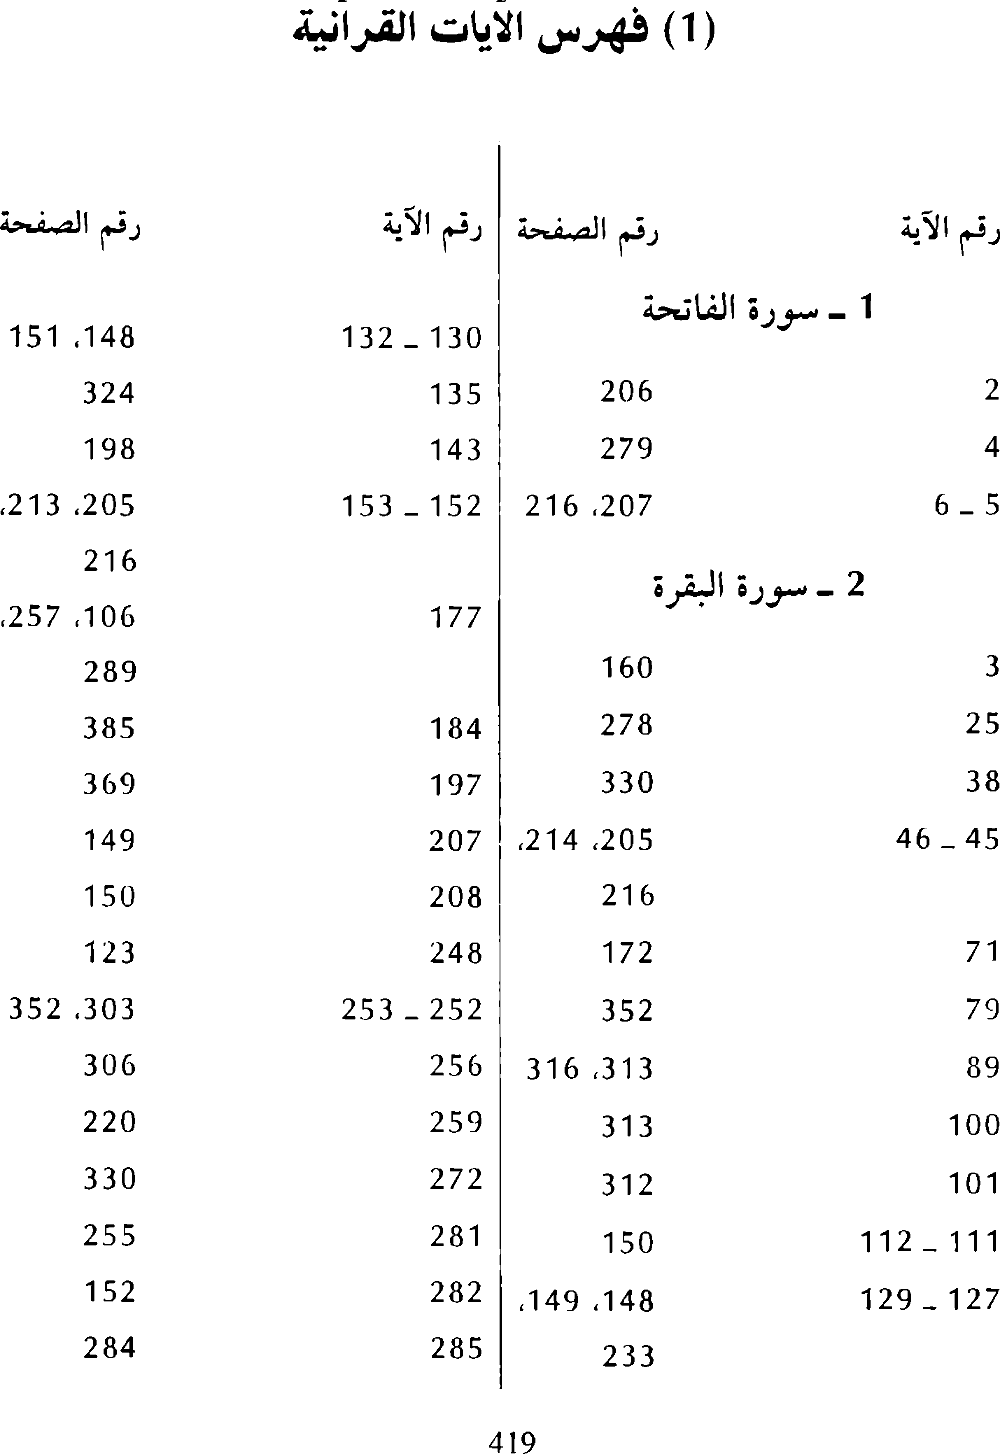 (1) فهرس الآيات القرآنية
رقم الآية رقم الصفحة
1 ـ سورة الفاتحة
2 206
4 279
5 ـ 6 207، 216
2 ـ سورة البقرة
3 160
25 278
38 330
45 ـ 46 205، 214،
216
71 172
79 352
89 313، 316
100 313
101 312
111 ـ 112 150
127 ـ 129 148، 149،
233
رقم الآية رقم الصفحة
130 ـ 132 148، 151
135 324
143 198
152 ـ 153 205، 213،
216
177 106، 257،
289
184 385
197 369
207 149
208 150
248 123
252 ـ 253 303، 352
256 306
259 220
272 330
281 255
282 152
285 284
419